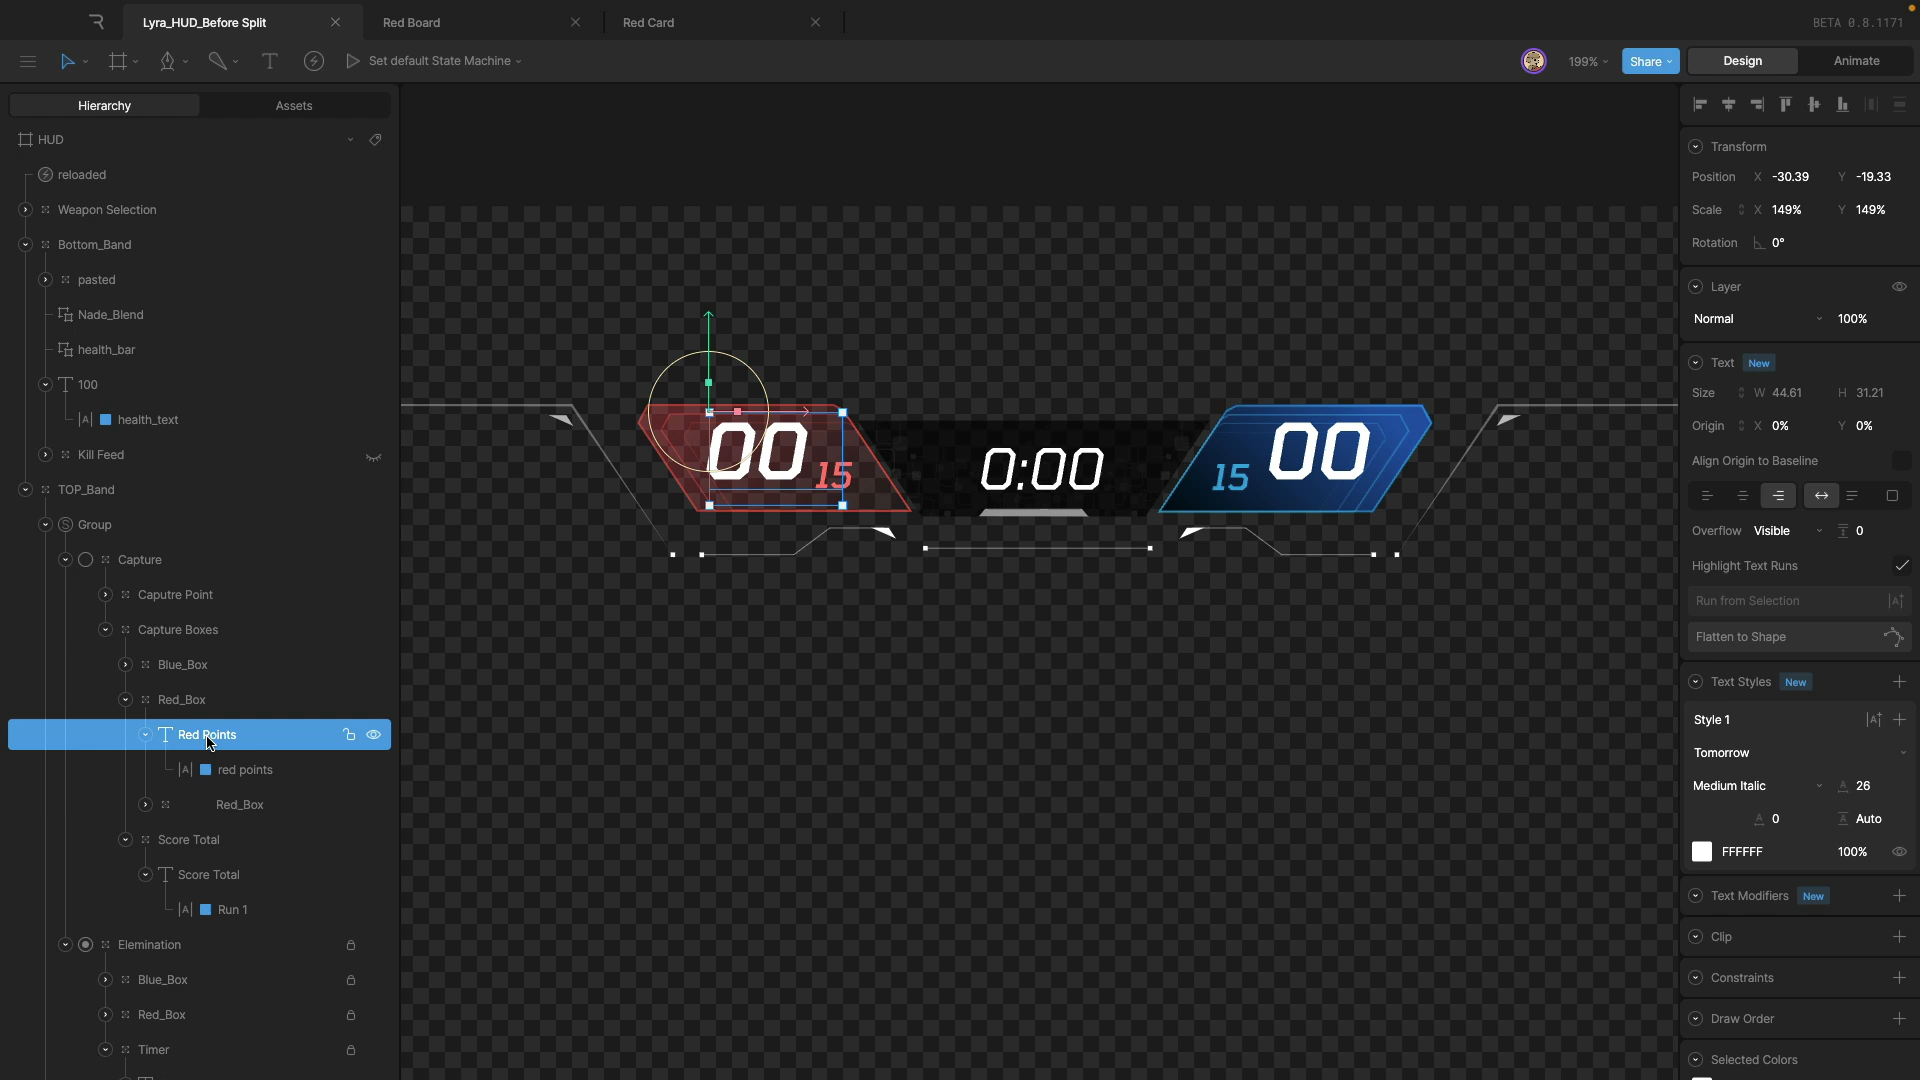 Lyra_HUD_Before Split
Red Board
Red Card
BETA 0.8.1171
Set default State Machine
199%
Share
Design
Animate
Hierarchy
Assets
HUD
reloaded
Weapon Selection
Bottom_Band
pasted
Nade_Blend
health_bar
100
health_text
Kill Feed
TOP_Band
Group
Capture
Caputre Point
Capture Boxes
Blue_Box
Red_Box
Red Points
red points
Red_Box
Score Total
Score Total
Run 1
Elemination
Blue_Box
Red_Box
Timer
00
15
0:00
15
00
Transform
Position X -30.39 Y -19.33
Scale X 149% Y 149%
Rotation 0°
Layer
Normal 100%
Text New
Size W 44.61 H 31.21
Origin X 0% Y 0%
Align Origin to Baseline
Overflow Visible 0
Highlight Text Runs
Run from Selection
Flatten to Shape
Text Styles New
Style 1
Tomorrow
Medium Italic 26
0 Auto
FFFFFF 100%
Text Modifiers New
Clip
Constraints
Draw Order
Selected Colors